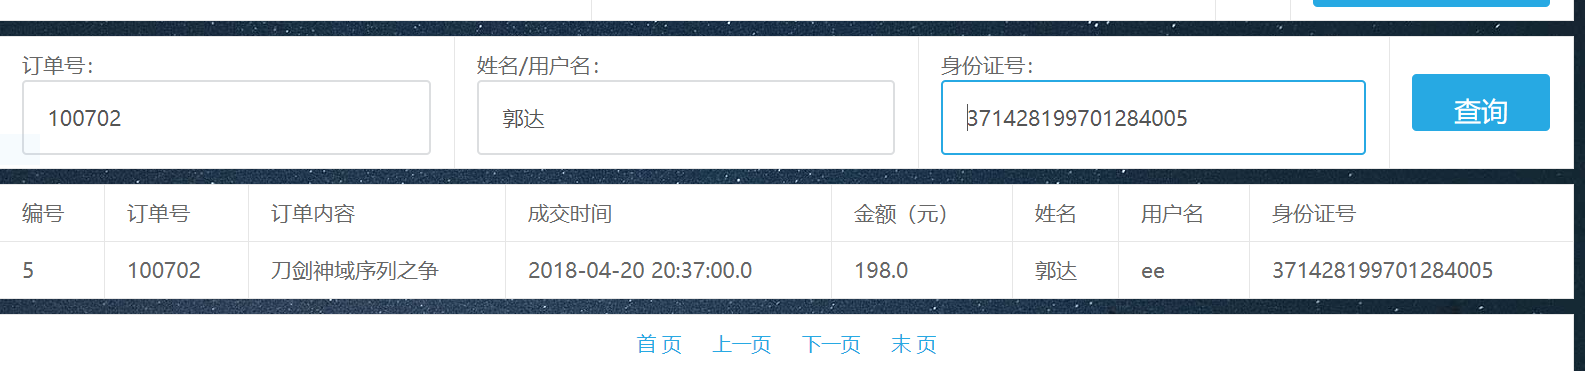 订单号： 姓名/用户名： 身份证号：
100702 郭达 371428199701284005 查询
编号 订单号 订单内容 成交时间 金额（元） 姓名 用户名 身份证号
5 100702 刀剑神域序列之争 2018-04-20 20:37:00.0 198.0 郭达 ee 371428199701284005
首 页 上一页 下一页 末 页